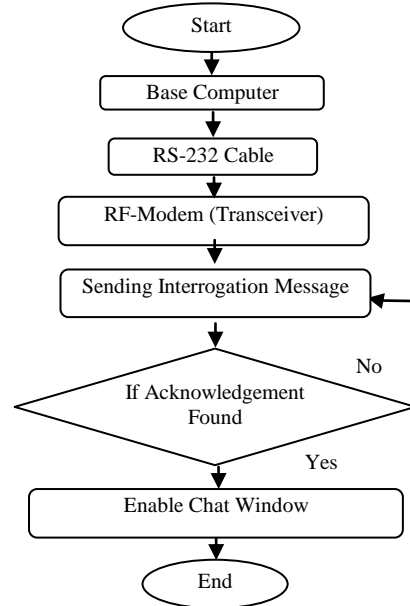 Start
Base Computer
RS-232 Cable
RF-Modem (Transceiver)
Sending Interrogation Message
No
If Acknowledgement
Found
Yes
Enable Chat Window
End